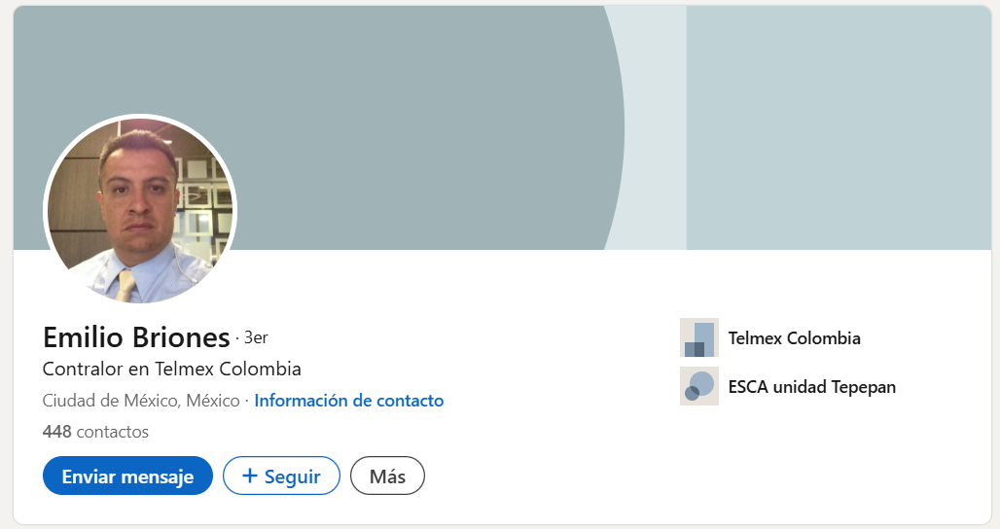 Emilio Briones · 3er
Contralor en Telmex Colombia
Ciudad de México, México · Información de contacto
448 contactos
Enviar mensaje
+ Seguir
Más
Telmex Colombia
ESCA unidad Tepepan